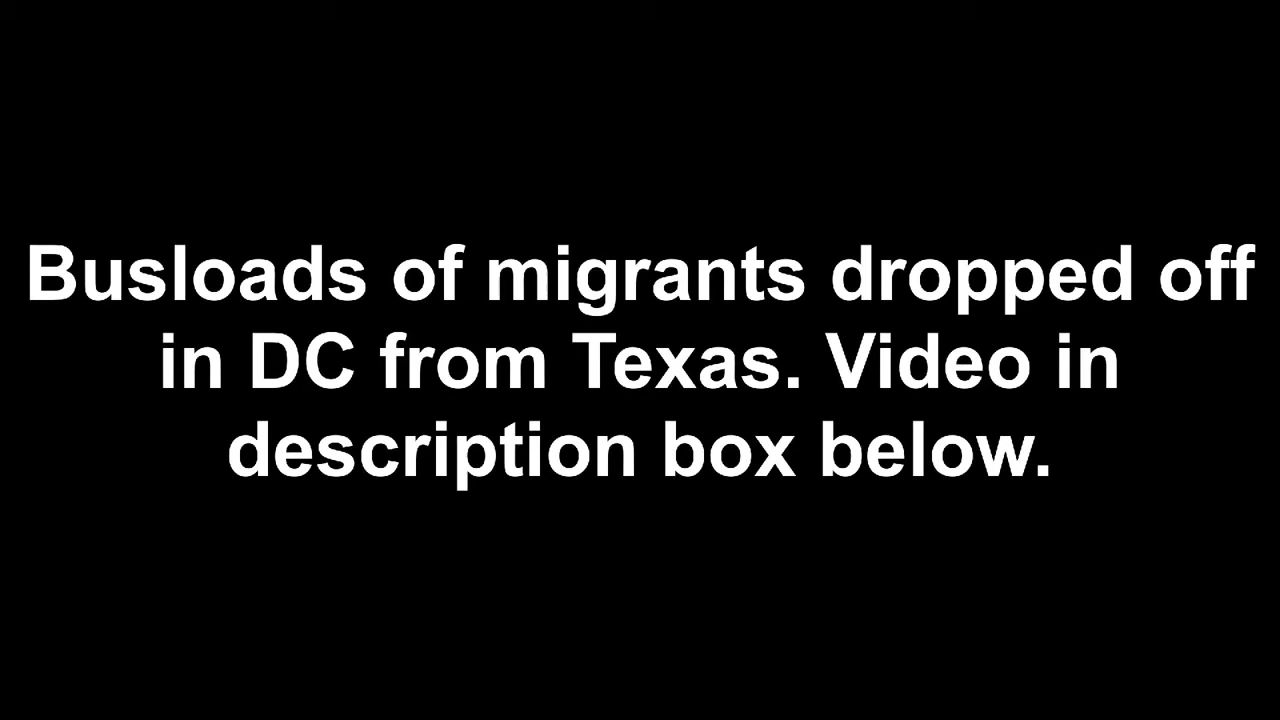 Busloads of migrants dropped off
in DC from Texas. Video in
description box below.